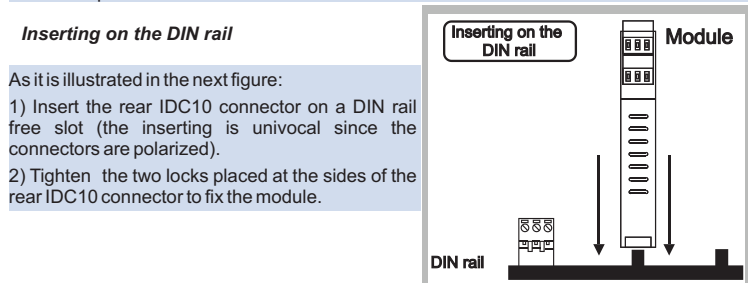 Inserting on the DIN rail
As it is illustrated in the next figure:
1) Insert the rear IDC10 connector on a DIN rail
free slot (the inserting is univocal since the
connectors are polarized).
2) Tighten the two locks placed at the sides of the
rear IDC10 connector to fix the module.
Inserting on the
DIN rail
Module
DIN rail